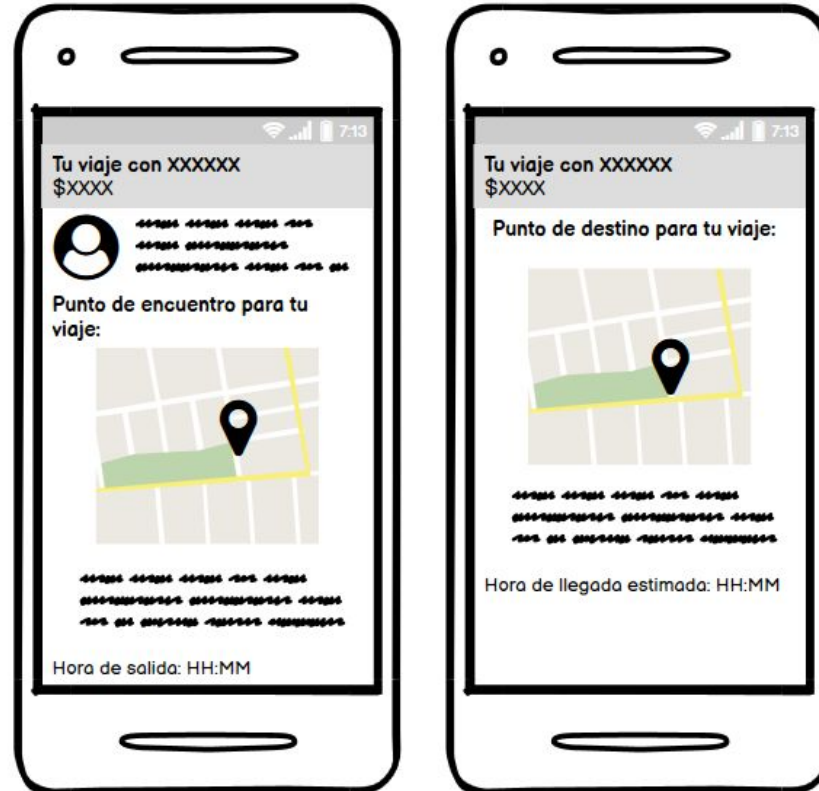 7:13
Tu viaje con XXXXXX
$XXXX
Punto de encuentro para tu
viaje:
Hora de salida: HH:MM
7:13
Tu viaje con XXXXXX
$XXXX
Punto de destino para tu viaje:
Hora de llegada estimada: HH:MM